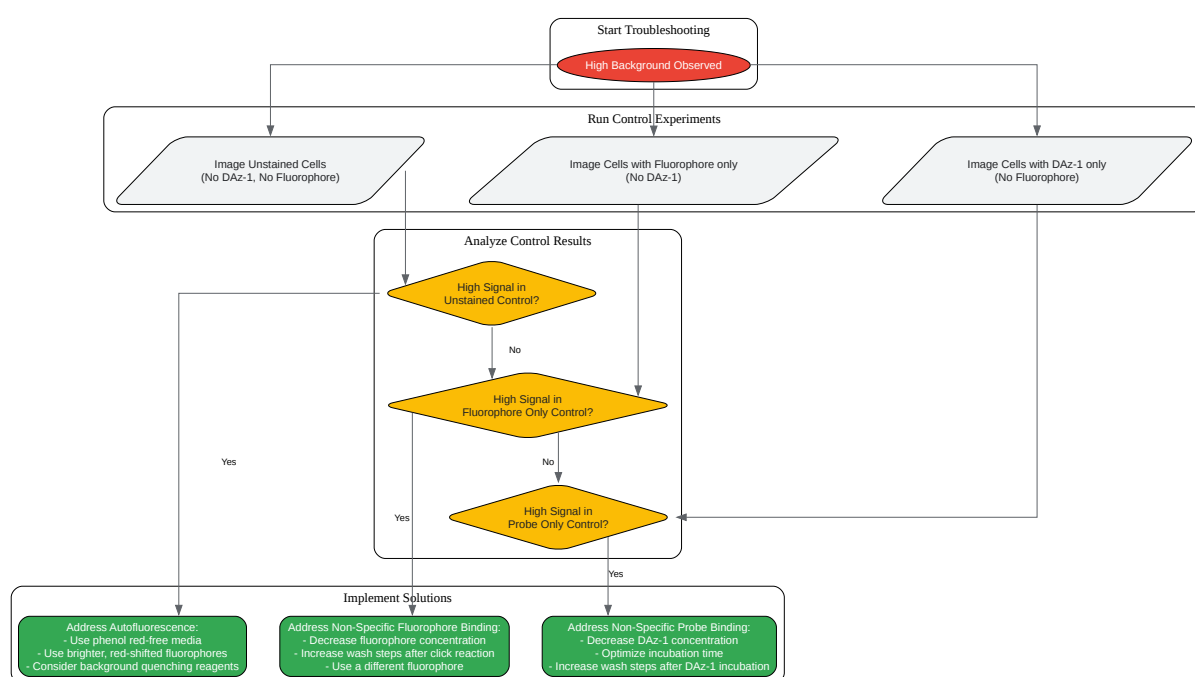 Start Troubleshooting
High Background Observed
Run Control Experiments
Image Unstained Cells
(No DAz-1, No Fluorophore)
Image Cells with Fluorophore only
(No DAz-1)
Image Cells with DAz-1 only
(No Fluorophore)
Analyze Control Results
High Signal in
Unstained Control?
No
High Signal in
Fluorophore Only Control?
Yes
No
High Signal in
Probe Only Control?
Yes
Yes
Implement Solutions
Address Autofluorescence:
- Use phenol red-free media
- Use brighter, red-shifted fluorophores
- Consider background quenching reagents
Address Non-Specific Fluorophore Binding:
- Decrease fluorophore concentration
- Increase wash steps after click reaction
- Use a different fluorophore
Address Non-Specific Probe Binding:
- Decrease DAz-1 concentration
- Optimize incubation time
- Increase wash steps after DAz-1 incubation